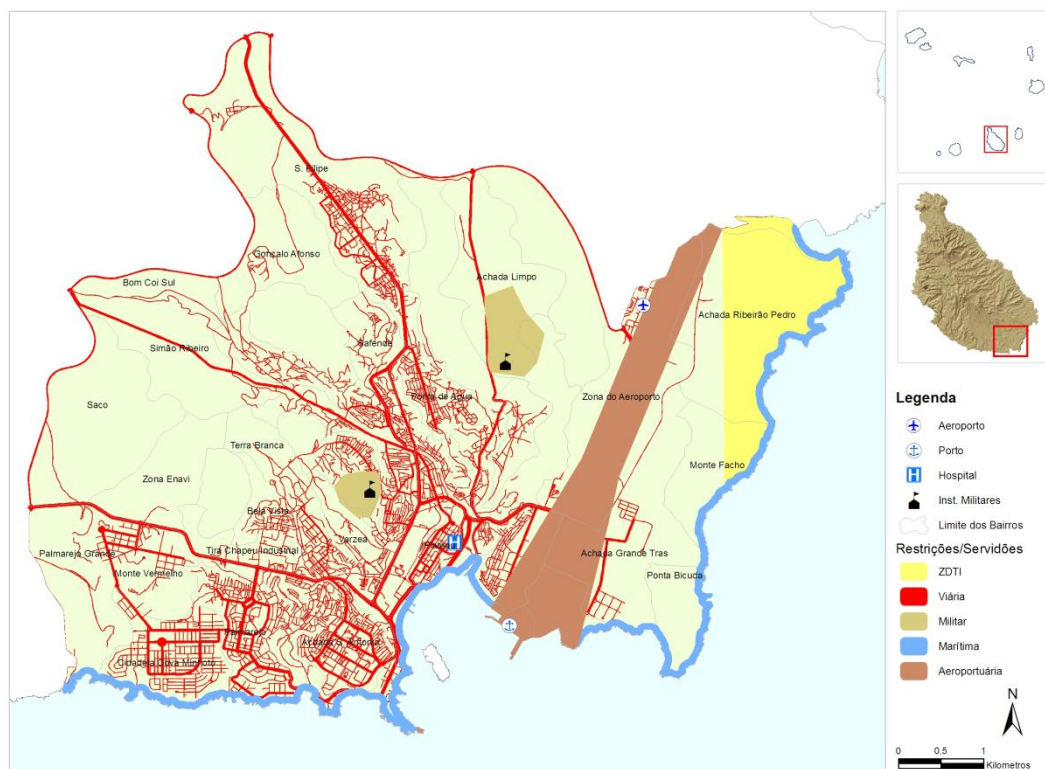 S. Filipe
Gonçalo Afonso
Bom Coi Sul
Achada Limpo
Achada Ribeirão Pedro
Simão Ribeiro
Safende
Ponta de Agua
Zona do Aeroporto
Saco
Terra Branca
Monte Facho
Zona Enavi
Bela Vista
Varzea
Palmarejo Grande
Tira Chapeu Industrial
Achada Grande Tras
Monte Vermelho
Ponta Bicuda
Palmarejo
Achada S. Antonio
Legenda
Aeroporto
Porto
H
Hospital
Inst. Militares
Limite dos Bairros
Restrições/Servidões
ZDTI
Viária
Militar
Marítima
Aeroportuária
N
0 0.5 1
Kilometros